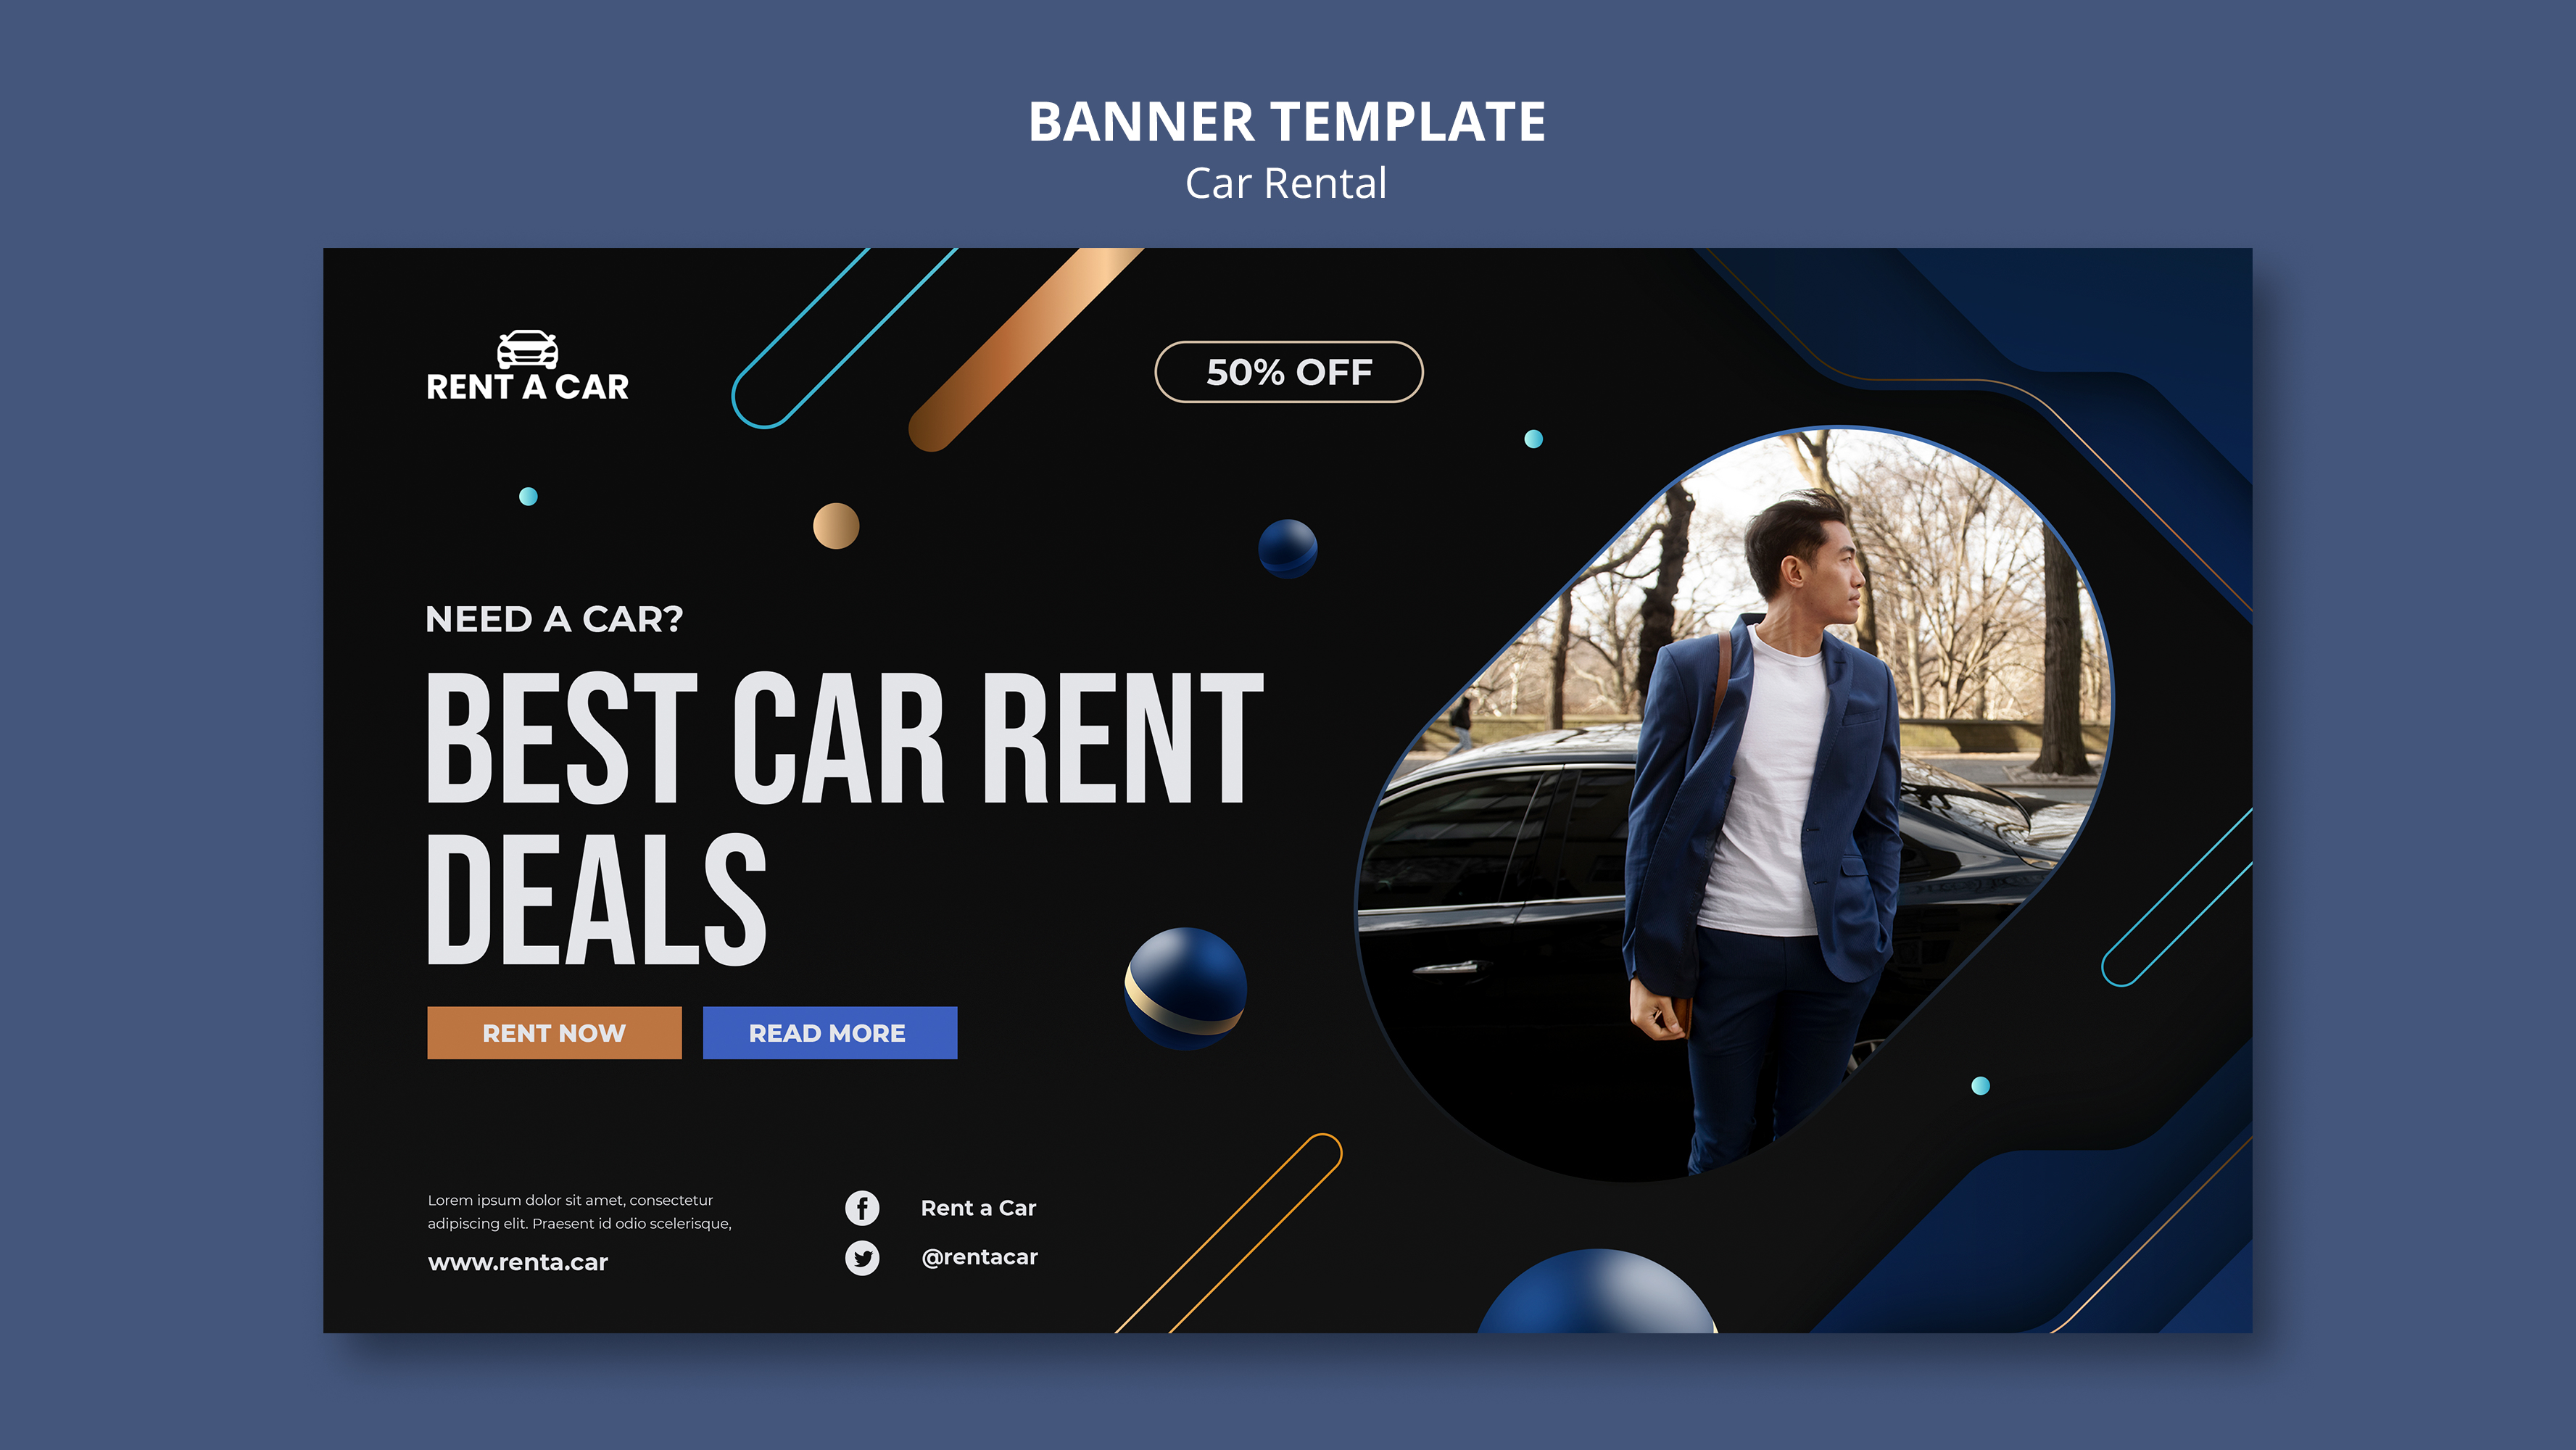 BANNER TEMPLATE
Car Rental
RENT A CAR
50% OFF
NEED A CAR?
BEST CAR RENT
DEALS
RENT NOW
READ MORE
Lorem ipsum dolor sit amet, consectetur
adipiscing elit. Praesent id odio scelerisque,
www.renta.car
Rent a Car
@rentacar